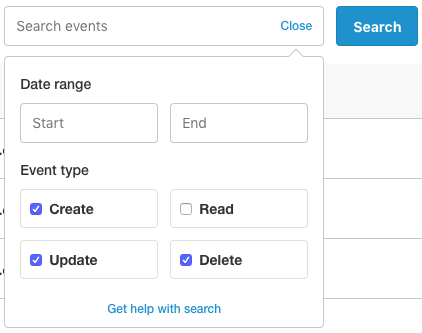 Search events Close Search
Date range
Start End
Event type
Create Read
Update Delete
Get help with search